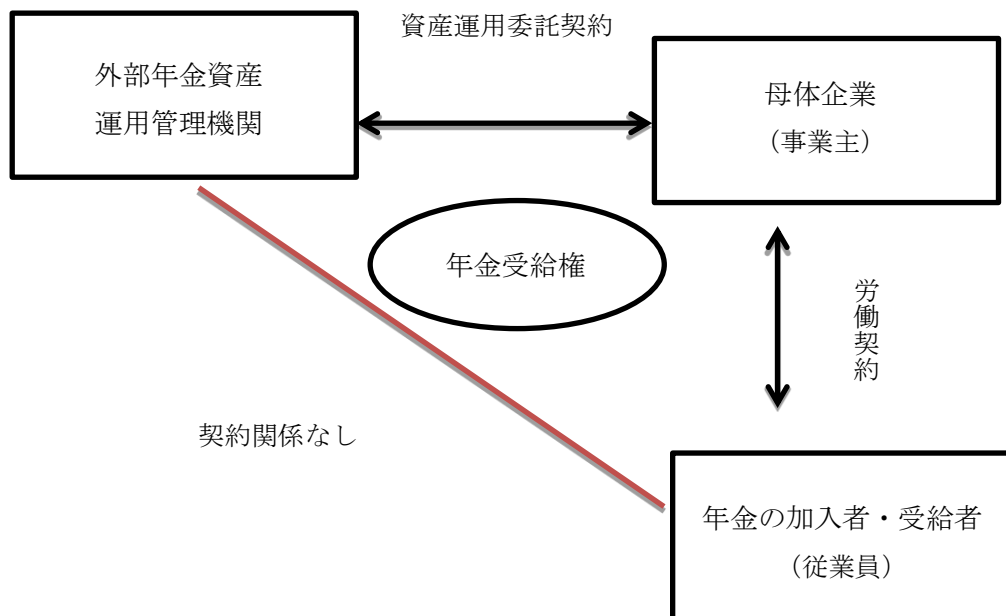 資産運用委託契約
外部年金資産
運用管理機関
母体企業
（事業主）
年金受給権
労働契約
契約関係なし
年金の加入者・受給者
（従業員）